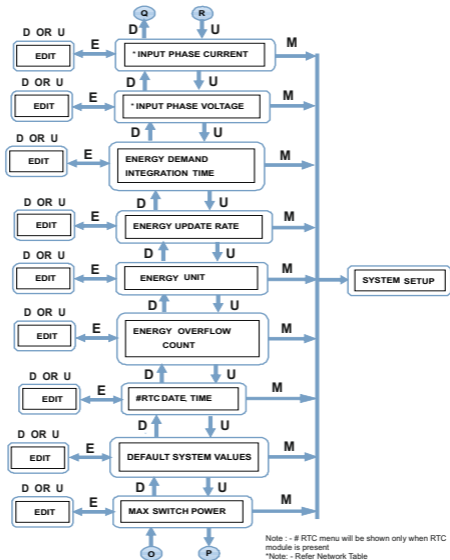 Q R
D OR U D U
EDIT E * INPUT PHASE CURRENT M
D OR U D U
EDIT E * INPUT PHASE VOLTAGE M
D OR U D U
EDIT E ENERGY DEMAND INTEGRATION TIME M
D OR U D U
EDIT E ENERGY UPDATE RATE M
D OR U D U
EDIT E ENERGY UNIT M SYSTEM SETUP
D OR U D U
EDIT E ENERGY OVERFLOW COUNT M
D OR U D U
EDIT E #RTC DATE, TIME M
D OR U D U
EDIT E DEFAULT SYSTEM VALUES M
D OR U D U
EDIT E MAX SWITCH POWER M
O P
Note : - # RTC menu will be shown only when RTC
module is present
*Note: - Refer Network Table